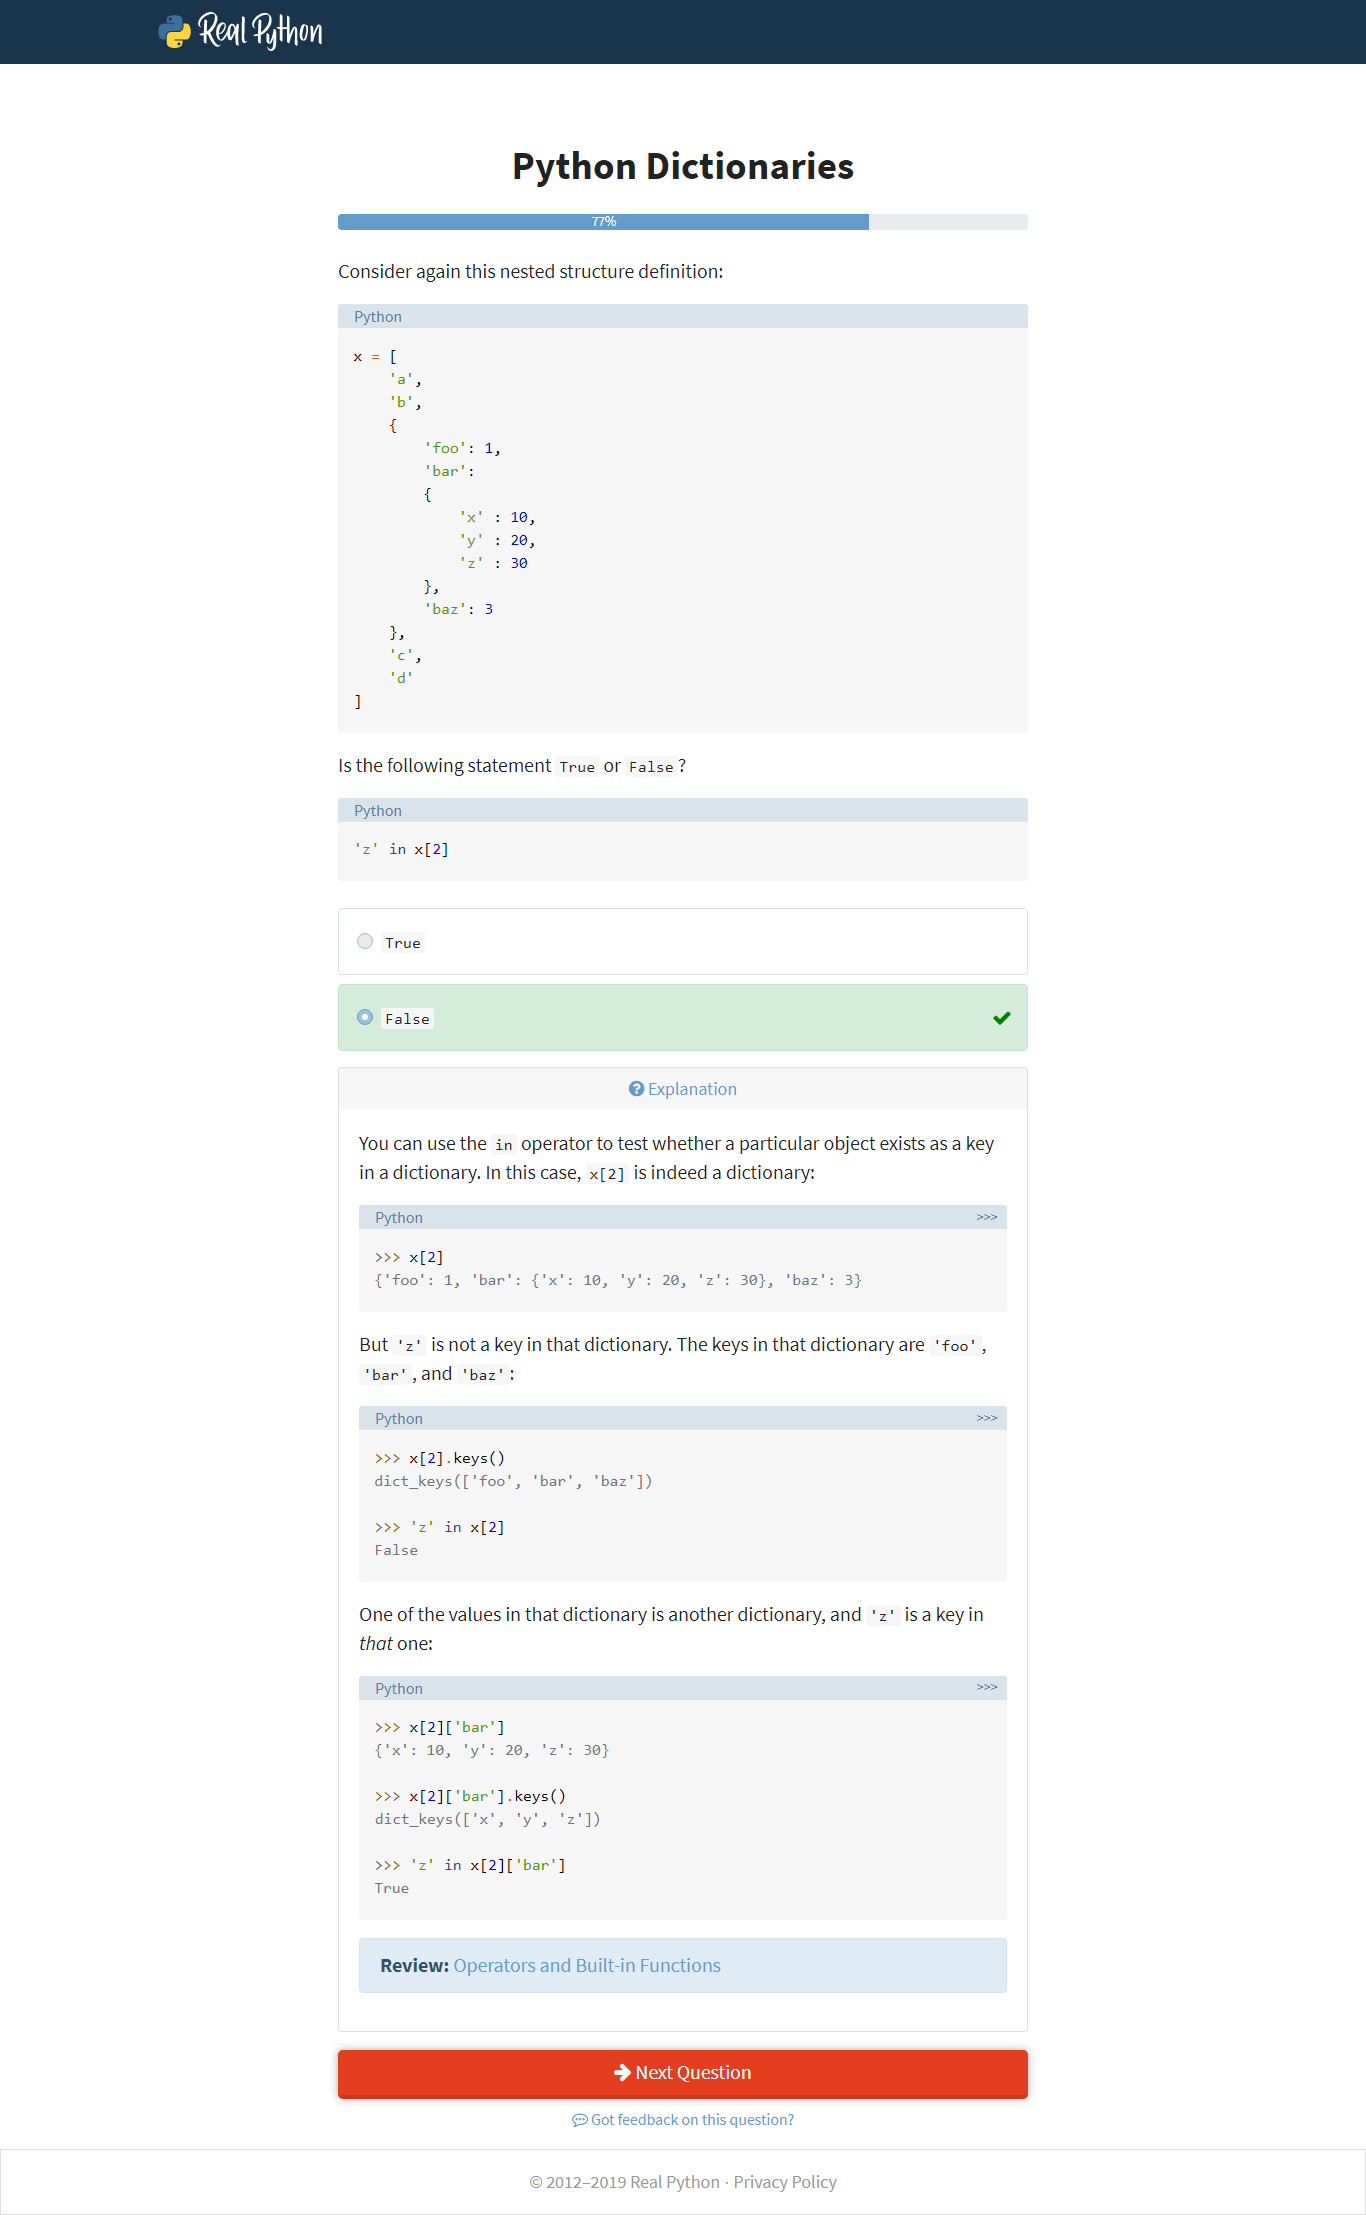 Real Python
Python Dictionaries
77%
Consider again this nested structure definition:
Python
x = [
    'a',
    'b',
    {
        'foo': 1,
        'bar':
        {
            'x' : 10,
            'y' : 20,
            'z' : 30
        },
        'baz': 3
    },
    'c',
    'd'
]
Is the following statement True or False?
Python
'z' in x[2]
True
False
Explanation
You can use the in operator to test whether a particular object exists as a key
in a dictionary. In this case, x[2] is indeed a dictionary:
Python >>>
>>> x[2]
{'foo': 1, 'bar': {'x': 10, 'y': 20, 'z': 30}, 'baz': 3}
But 'z' is not a key in that dictionary. The keys in that dictionary are 'foo',
'bar', and 'baz':
Python >>>
>>> x[2].keys()
dict_keys(['foo', 'bar', 'baz'])
>>> 'z' in x[2]
False
One of the values in that dictionary is another dictionary, and 'z' is a key in
that one:
Python >>>
>>> x[2]['bar']
{'x': 10, 'y': 20, 'z': 30}
>>> x[2]['bar'].keys()
dict_keys(['x', 'y', 'z'])
>>> 'z' in x[2]['bar']
True
Review: Operators and Built-in Functions
Next Question
Got feedback on this question?
© 2012–2019 Real Python · Privacy Policy